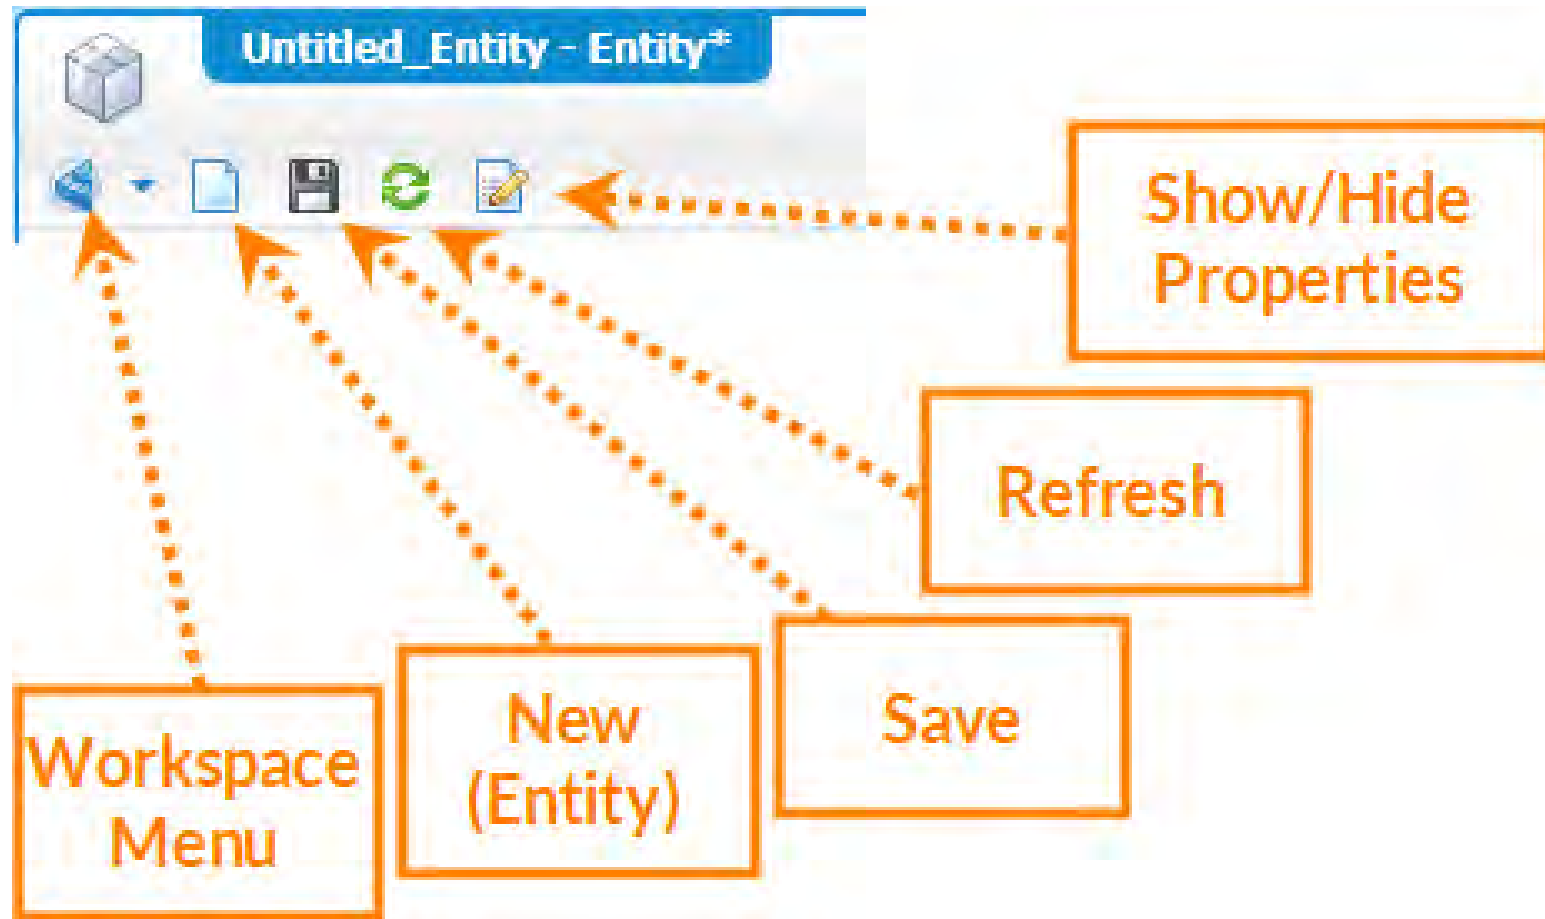 Untitled_Entity - Entity*
Show/Hide
Properties
Refresh
Save
New
(Entity)
Workspace
Menu